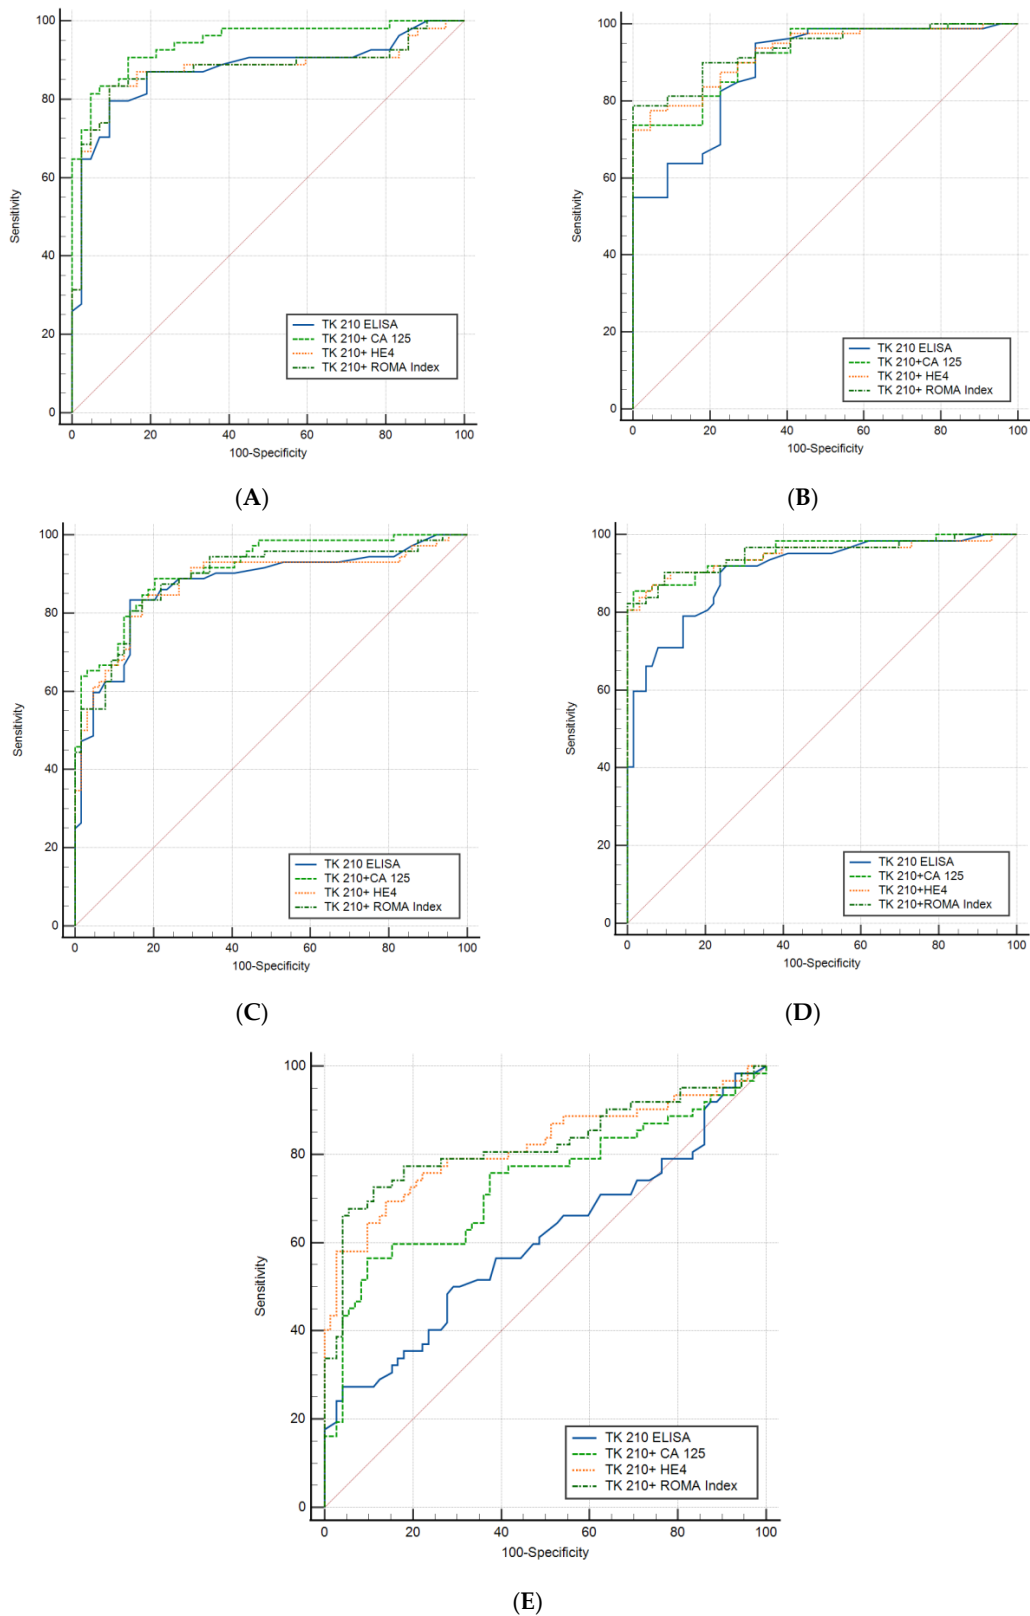 100
80
60
40
20
0
Sensitivity
TK 210 ELISA
TK 210+ CA 125
TK 210+ HE4
TK 210+ ROMA Index
0 20 40 60 80 100
100-Specificity
(A)
100
80
60
40
20
0
Sensitivity
TK 210 ELISA
TK 210+CA 125
TK 210+ HE4
TK 210+ ROMA Index
0 20 40 60 80 100
100-Specificity
(B)
100
80
60
40
20
0
Sensitivity
TK 210 ELISA
TK 210+CA 125
TK 210+ HE4
TK 210+ ROMA Index
0 20 40 60 80 100
100-Specificity
(C)
100
80
60
40
20
0
Sensitivity
TK 210 ELISA
TK 210+CA 125
TK 210+HE4
TK 210+ROMA Index
0 20 40 60 80 100
100-Specificity
(D)
100
80
60
40
20
0
Sensitivity
TK 210 ELISA
TK 210+ CA 125
TK 210+ HE4
TK 210+ ROMA Index
0 20 40 60 80 100
100-Specificity
(E)